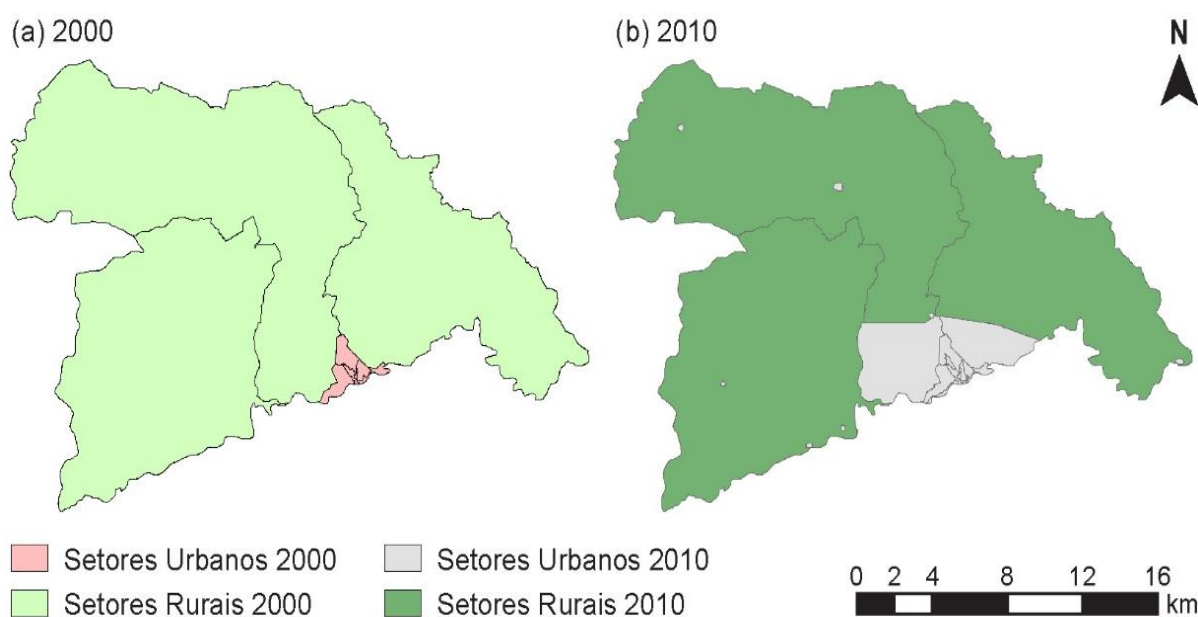 (a) 2000
(b) 2010
N
Setores Urbanos 2000
Setores Rurais 2000
Setores Urbanos 2010
Setores Rurais 2010
0 2 4 8 12 16
km